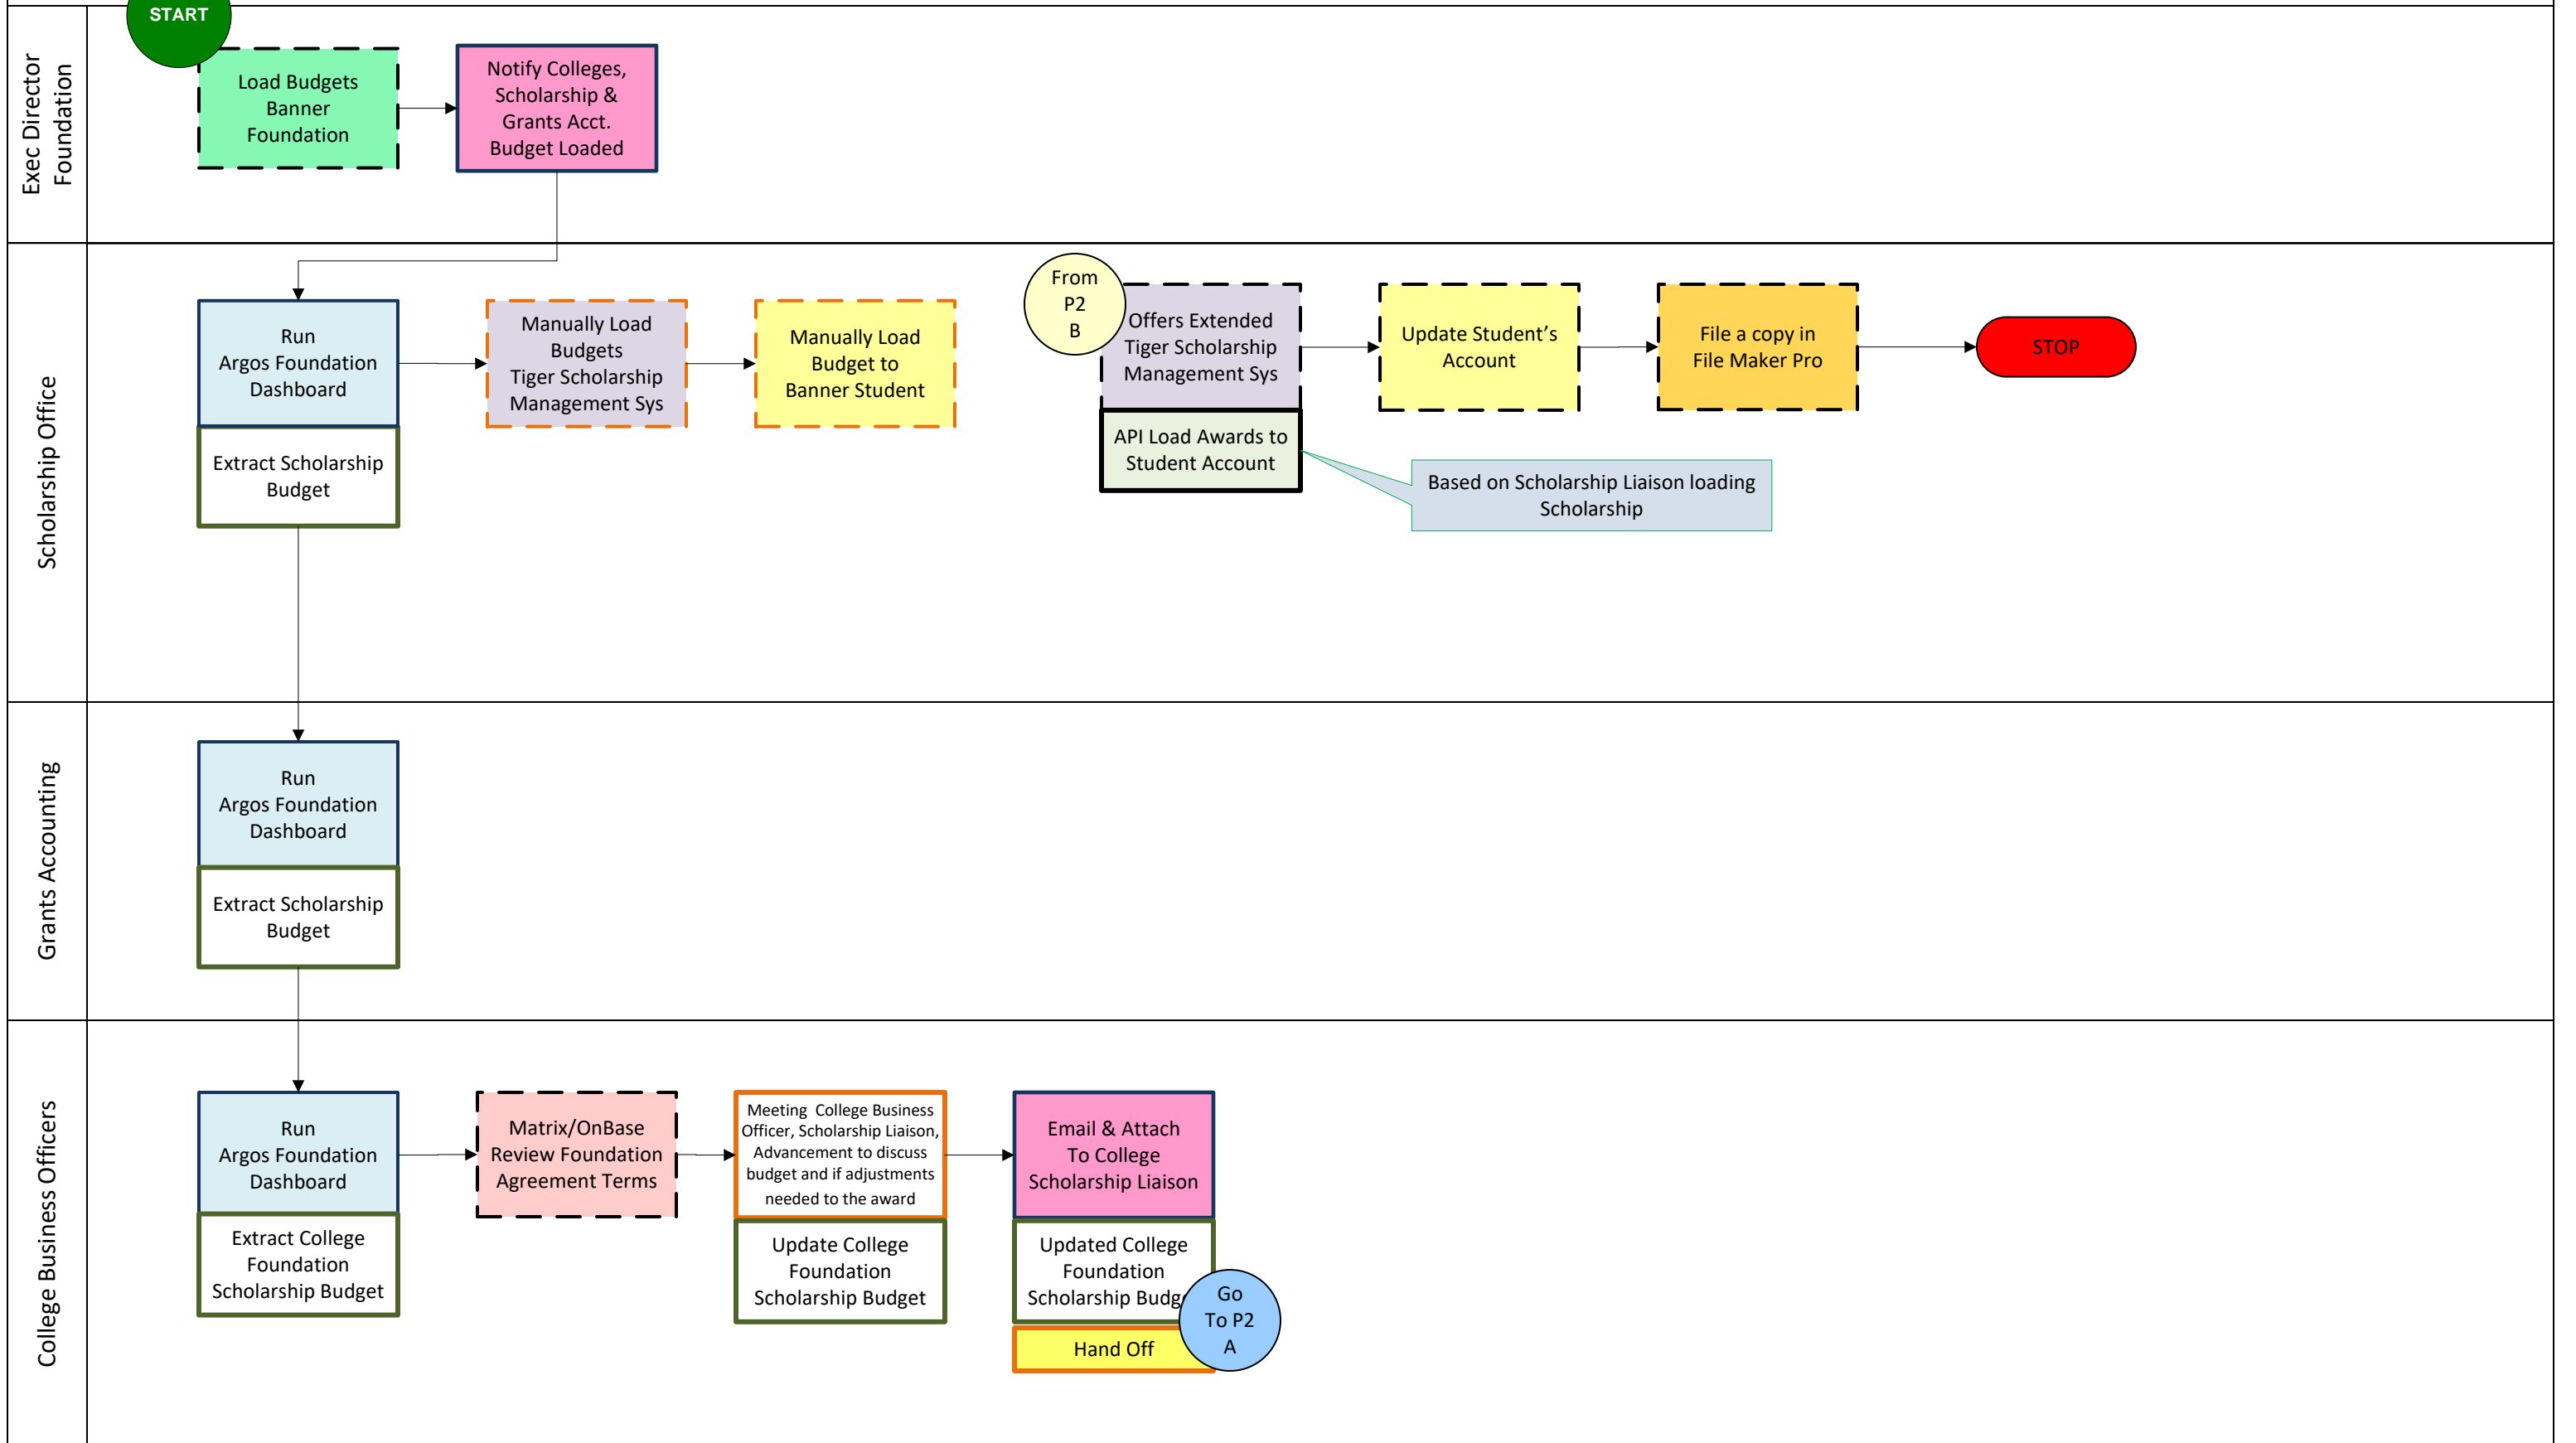 START
Exec Director
Foundation
Load Budgets
Banner
Foundation
Notify Colleges,
Scholarship &
Grants Acct.
Budget Loaded
Scholarship Office
Run
Argos Foundation
Dashboard
Extract Scholarship
Budget
Manually Load
Budgets
Tiger Scholarship
Management Sys
Manually Load
Budget to
Banner Student
From
P2
B
Offers Extended
Tiger Scholarship
Management Sys
API Load Awards to
Student Account
Update Student’s
Account
File a copy in
File Maker Pro
STOP
Based on Scholarship Liaison loading
Scholarship
Grants Accounting
Run
Argos Foundation
Dashboard
Extract Scholarship
Budget
College Business Officers
Run
Argos Foundation
Dashboard
Extract College
Foundation
Scholarship Budget
Matrix/OnBase
Review Foundation
Agreement Terms
Meeting College Business
Officer, Scholarship Liaison,
Advancement to discuss
budget and if adjustments
needed to the award
Update College
Foundation
Scholarship Budget
Email & Attach
To College
Scholarship Liaison
Updated College
Foundation
Scholarship Budge
Hand Off
Go
To P2
A